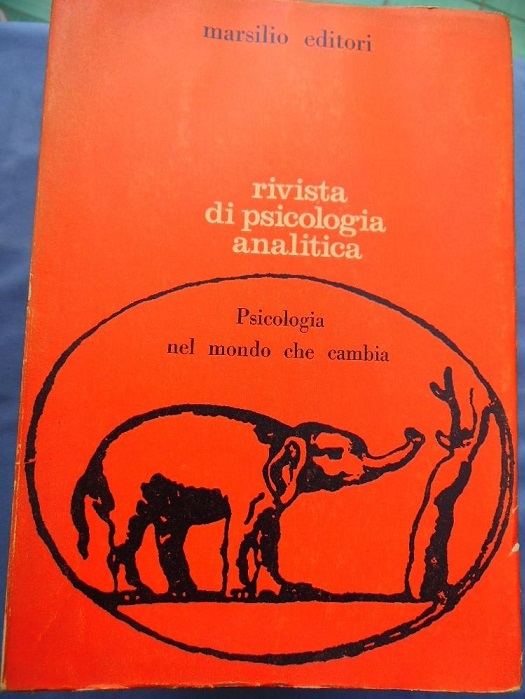 marsilio editori
rivista
di psicologia
analitica
Psicologia
nel mondo che cambia